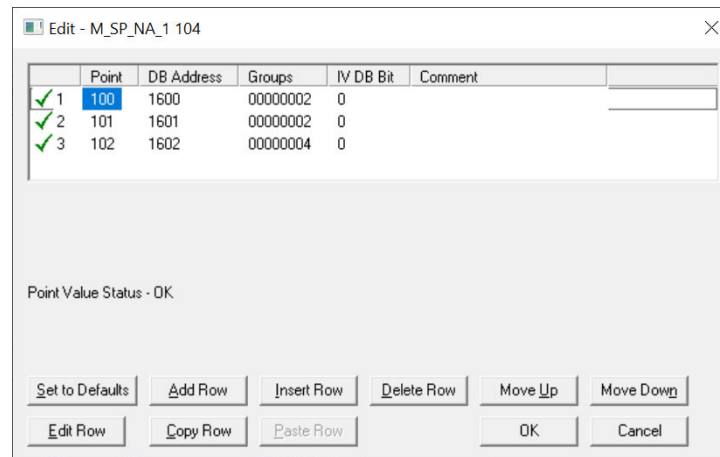 Edit - M_SP_NA_1 104
Point DB Address Groups IV DB Bit Comment
1 100 1600 00000002 0
2 101 1601 00000002 0
3 102 1602 00000004 0
Point Value Status - OK
Set to Defaults Add Row Insert Row Delete Row Move Up Move Down
Edit Row Copy Row Paste Row OK Cancel